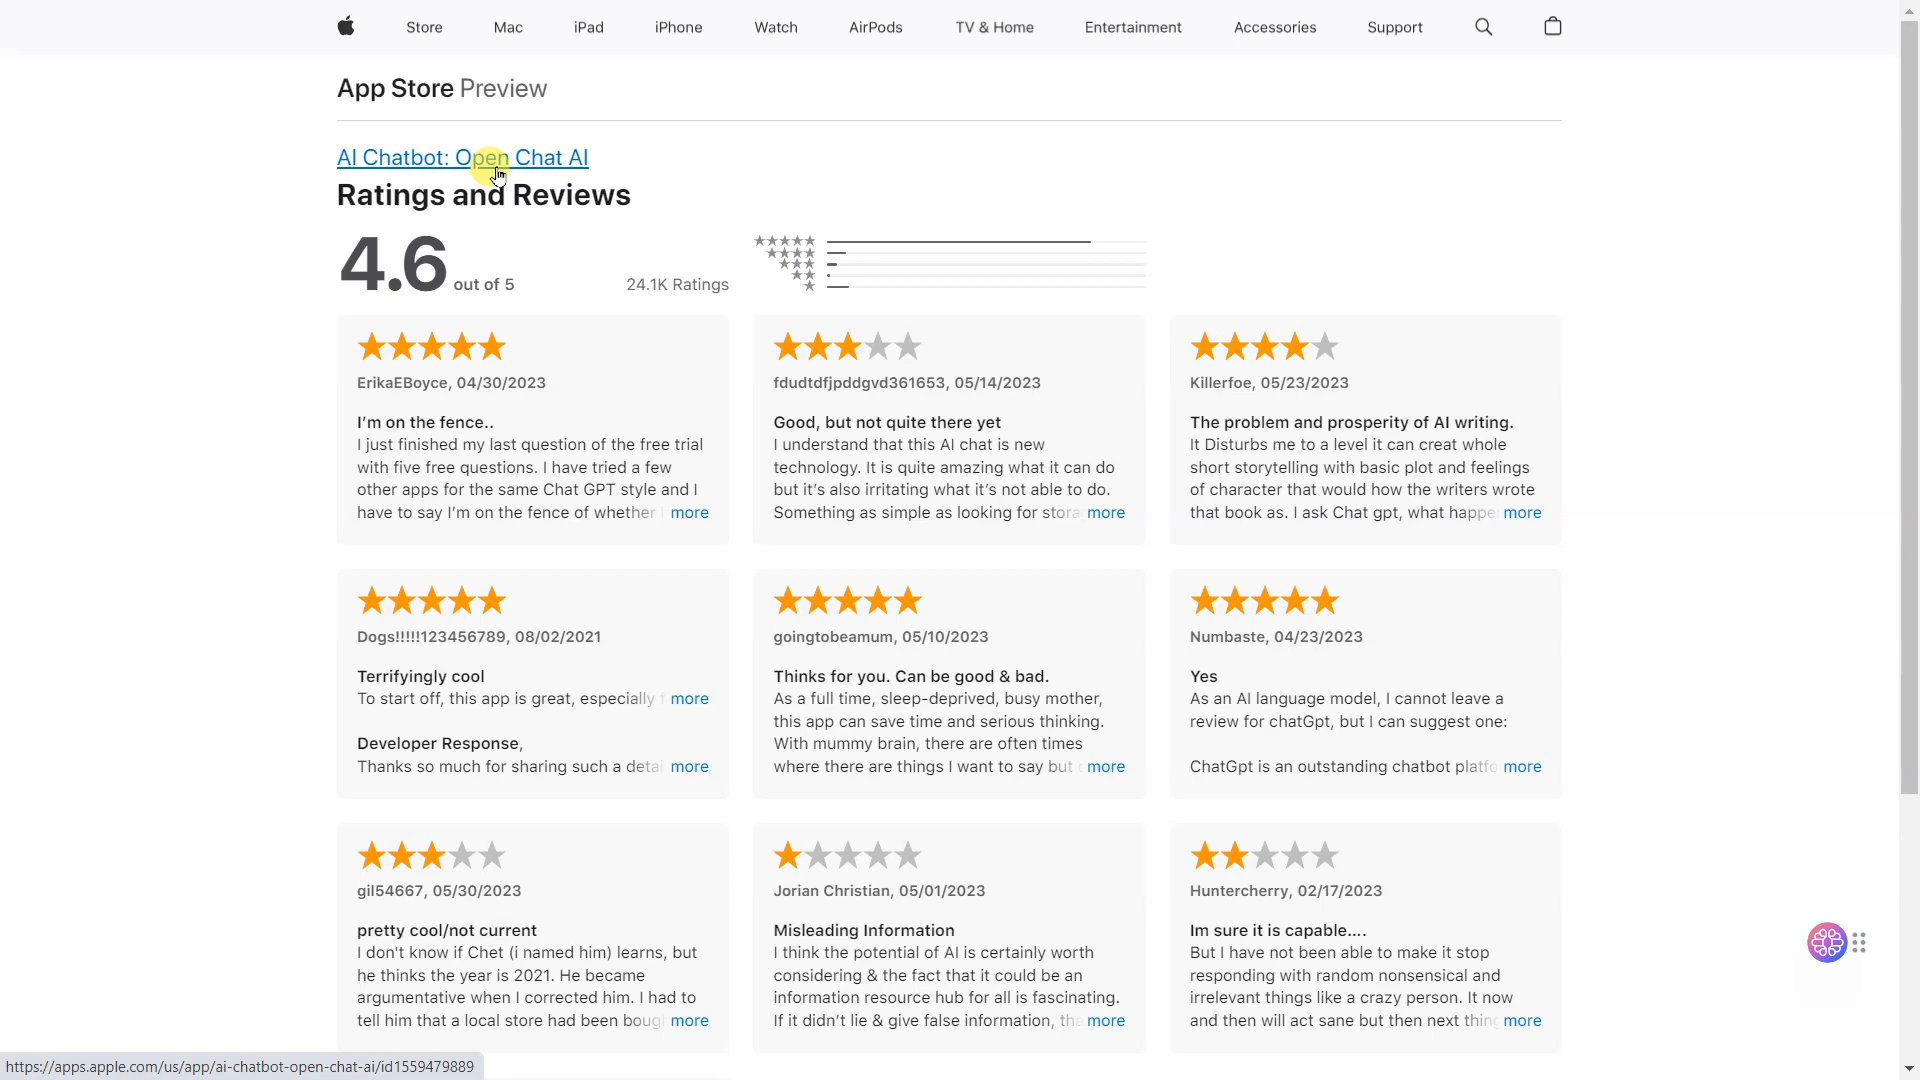 Store Mac iPad iPhone Watch AirPods TV & Home Entertainment Accessories Support
App Store Preview
AI Chatbot: Open Chat AI
Ratings and Reviews
4.6 out of 5
24.1K Ratings
ErikaEBoyce, 04/30/2023
I'm on the fence..
I just finished my last question of the free trial
with five free questions. I have tried a few
other apps for the same Chat GPT style and I
have to say I'm on the fence of whether more
fdudtdfjpddgvd361653, 05/14/2023
Good, but not quite there yet
I understand that this AI chat is new
technology. It is quite amazing what it can do
but it's also irritating what it's not able to do.
Something as simple as looking for stora more
Killerfoe, 05/23/2023
The problem and prosperity of AI writing.
It Disturbs me to a level it can creat whole
short storytelling with basic plot and feelings
of character that would how the writers wrote
that book as. I ask Chat gpt, what happe more
Dogs!!!!!123456789, 08/02/2021
Terrifyingly cool
To start off, this app is great, especially more
Developer Response,
Thanks so much for sharing such a detai more
goingtobeamum, 05/10/2023
Thinks for you. Can be good & bad.
As a full time, sleep-deprived, busy mother,
this app can save time and serious thinking.
With mummy brain, there are often times
where there are things I want to say but more
Numbaste, 04/23/2023
Yes
As an AI language model, I cannot leave a
review for chatGpt, but I can suggest one:
ChatGpt is an outstanding chatbot platfo more
gil54667, 05/30/2023
pretty cool/not current
I don't know if Chet (i named him) learns, but
he thinks the year is 2021. He became
argumentative when I corrected him. I had to
tell him that a local store had been boug more
Jorian Christian, 05/01/2023
Misleading Information
I think the potential of AI is certainly worth
considering & the fact that it could be an
information resource hub for all is fascinating.
If it didn't lie & give false information, tha more
Huntercherry, 02/17/2023
Im sure it is capable....
But I have not been able to make it stop
responding with random nonsensical and
irrelevant things like a crazy person. It now
and then will act sane but then next thing more
https://apps.apple.com/us/app/ai-chatbot-open-chat-ai/id1559479889